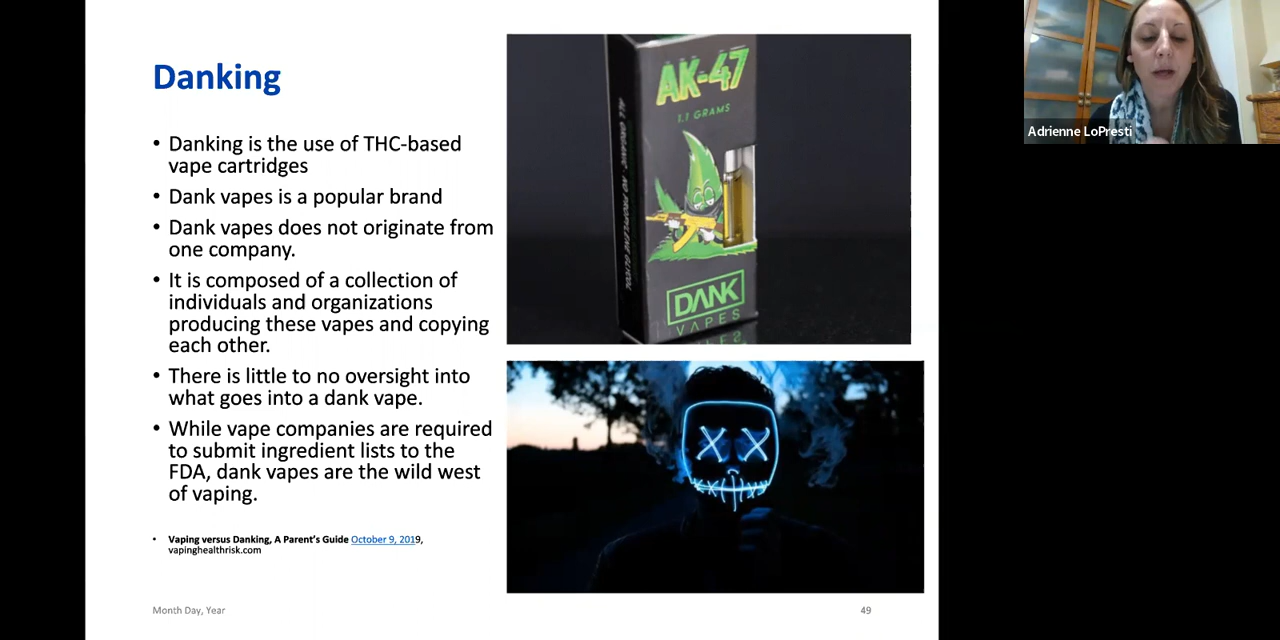 Danking
• Danking is the use of THC-based
vape cartridges
• Dank vapes is a popular brand
• Dank vapes does not originate from
one company.
• It is composed of a collection of
individuals and organizations
producing these vapes and copying
each other.
• There is little to no oversight into
what goes into a dank vape.
• While vape companies are required
to submit ingredient lists to the
FDA, dank vapes are the wild west
of vaping.
• Vaping versus Danking, A Parent's Guide October 9, 2019,
vapinghealthrisk.com
Month Day, Year
49
AK-47
1.1 GRAMS
DANK
VAPES
Adrienne LoPresti